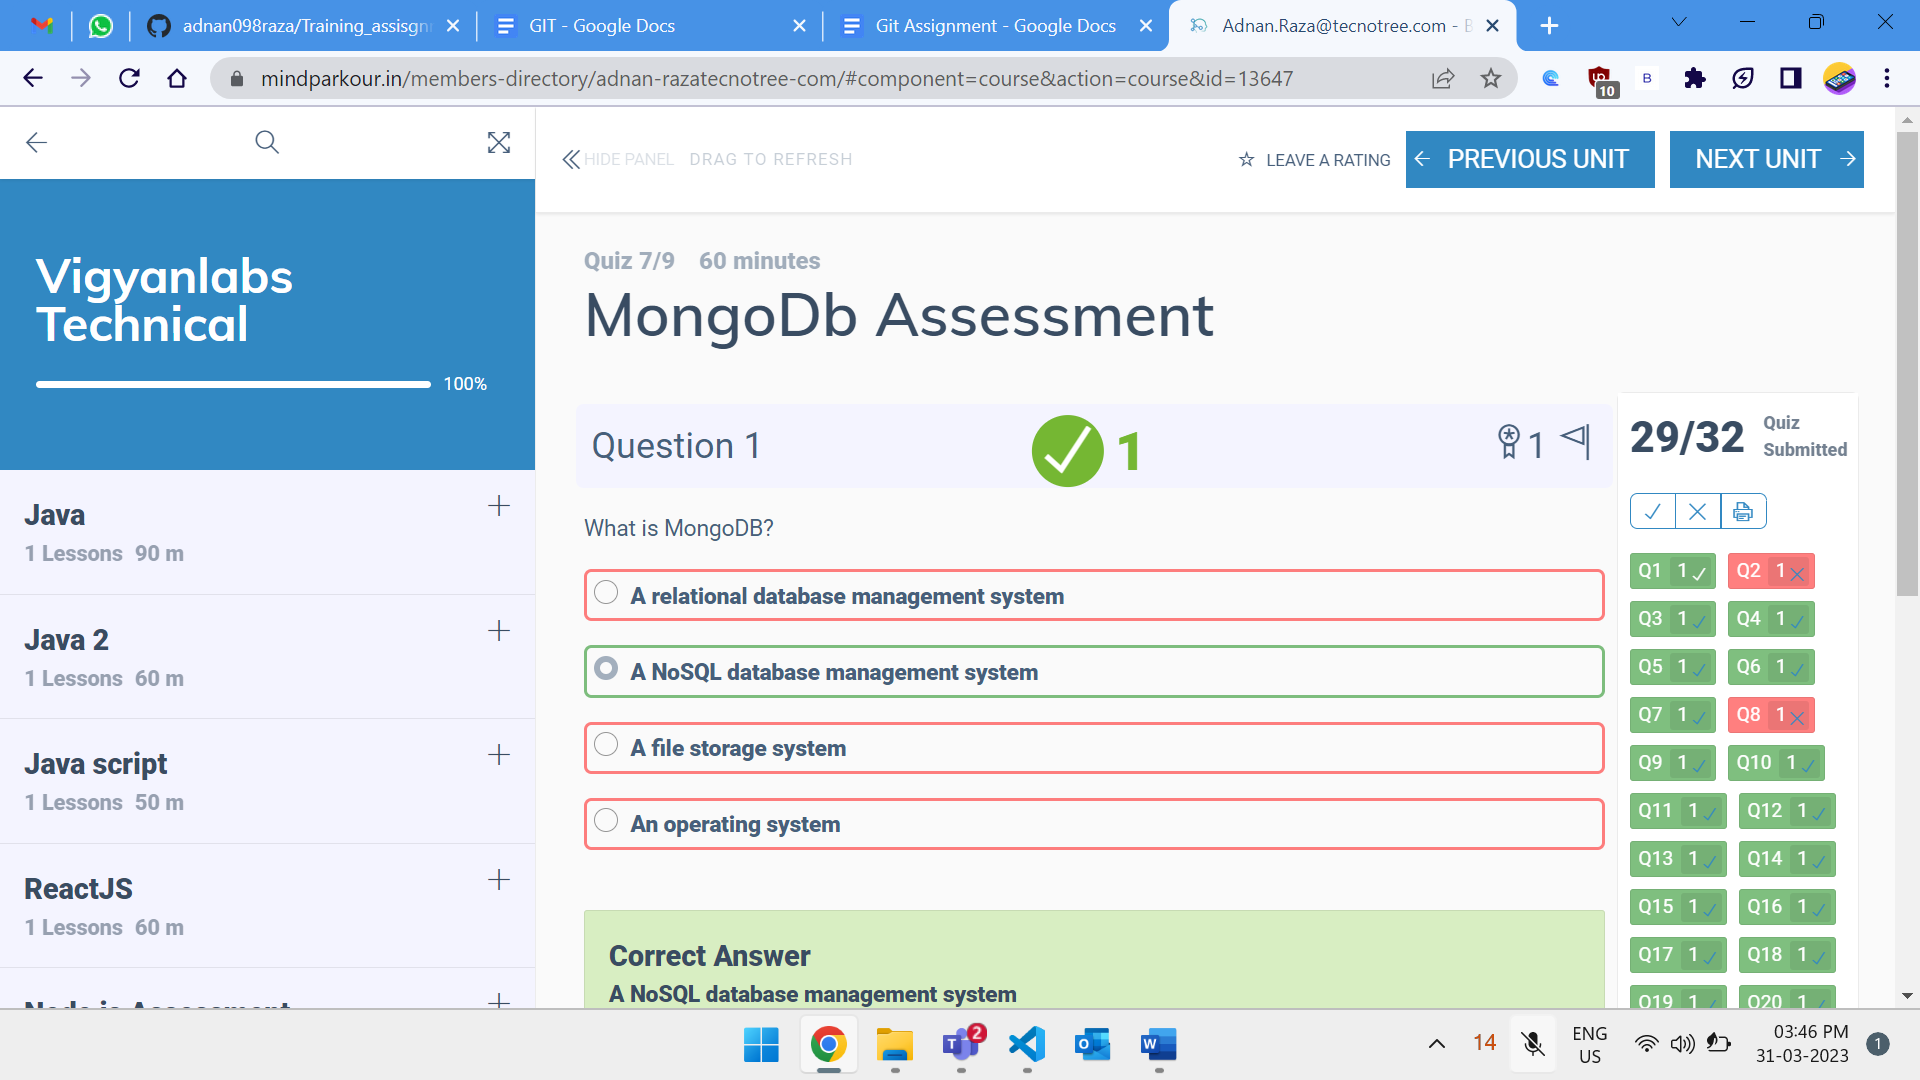 adnan098raza/Training_assisgn
GIT - Google Docs
Git Assignment - Google Docs
Adnan.Raza@tecnotree.com - B
mindparkour.in/members-directory/adnan-razatecnotree-com/#component=course&action=course&id=13647
10
B
HIDE PANEL
DRAG TO REFRESH
LEAVE A RATING
PREVIOUS UNIT
NEXT UNIT
Vigyanlabs
Technical
100%
Java
1 Lessons 90 m
Java 2
1 Lessons 60 m
Java script
1 Lessons 50 m
ReactJS
1 Lessons 60 m
Node js Assessment
Quiz 7/9 60 minutes
MongoDb Assessment
Question 1
1
1
What is MongoDB?
A relational database management system
A NoSQL database management system
A file storage system
An operating system
Correct Answer
A NoSQL database management system
29/32
Quiz
Submitted
Q1 1
Q2 1
Q3 1
Q4 1
Q5 1
Q6 1
Q7 1
Q8 1
Q9 1
Q10 1
Q11 1
Q12 1
Q13 1
Q14 1
Q15 1
Q16 1
Q17 1
Q18 1
Q19 1
Q20 1
2
14
ENG
US
03:46 PM
31-03-2023
1